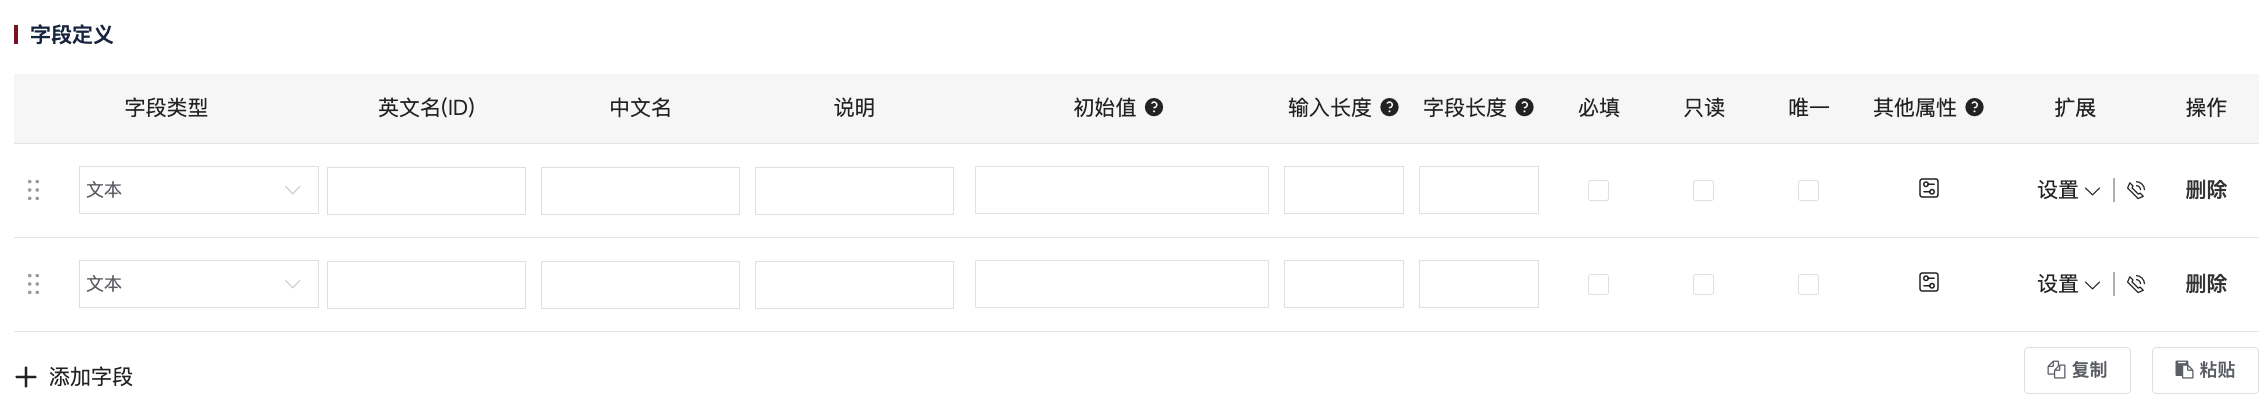 字段定义
字段类型 英文名(ID) 中文名 说明 初始值 ? 输入长度 ? 字段长度 ? 必填 只读 唯一 其他属性 ? 扩展 操作
文本 设置 删除
文本 设置 删除
添加字段 复制 粘贴